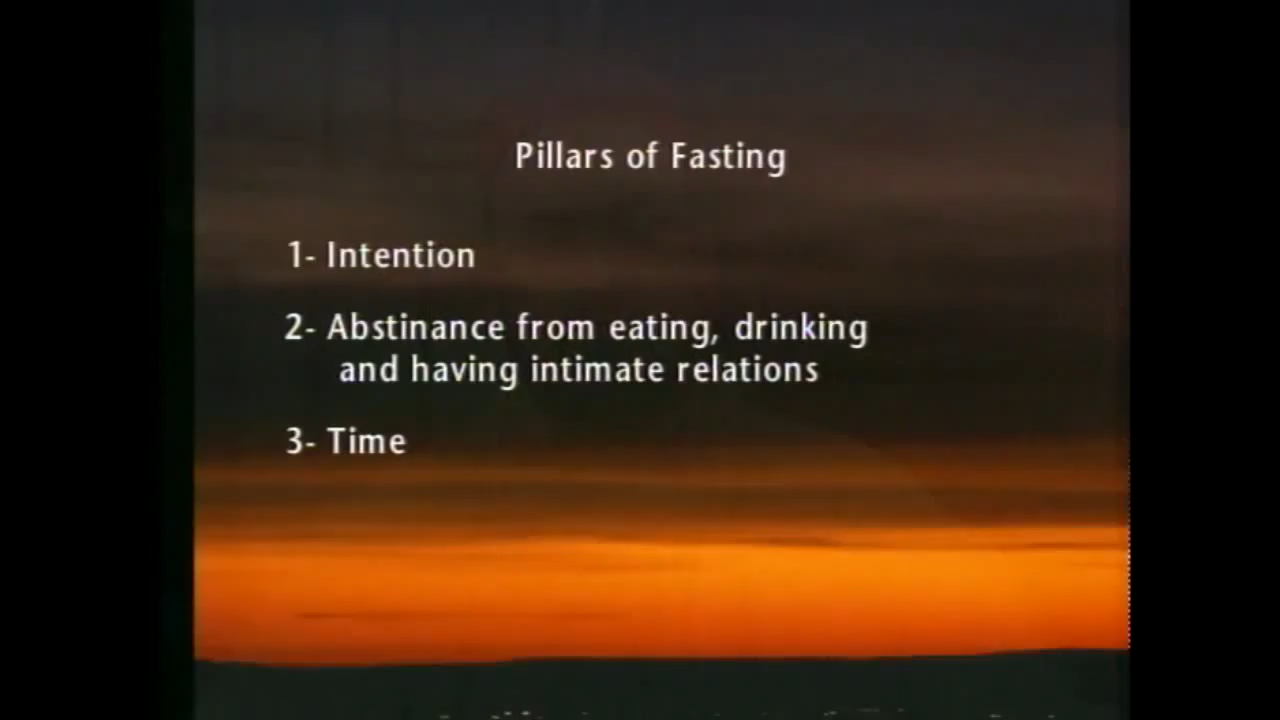 Pillars of Fasting
1- Intention
2- Abstinance from eating, drinking
and having intimate relations
3- Time